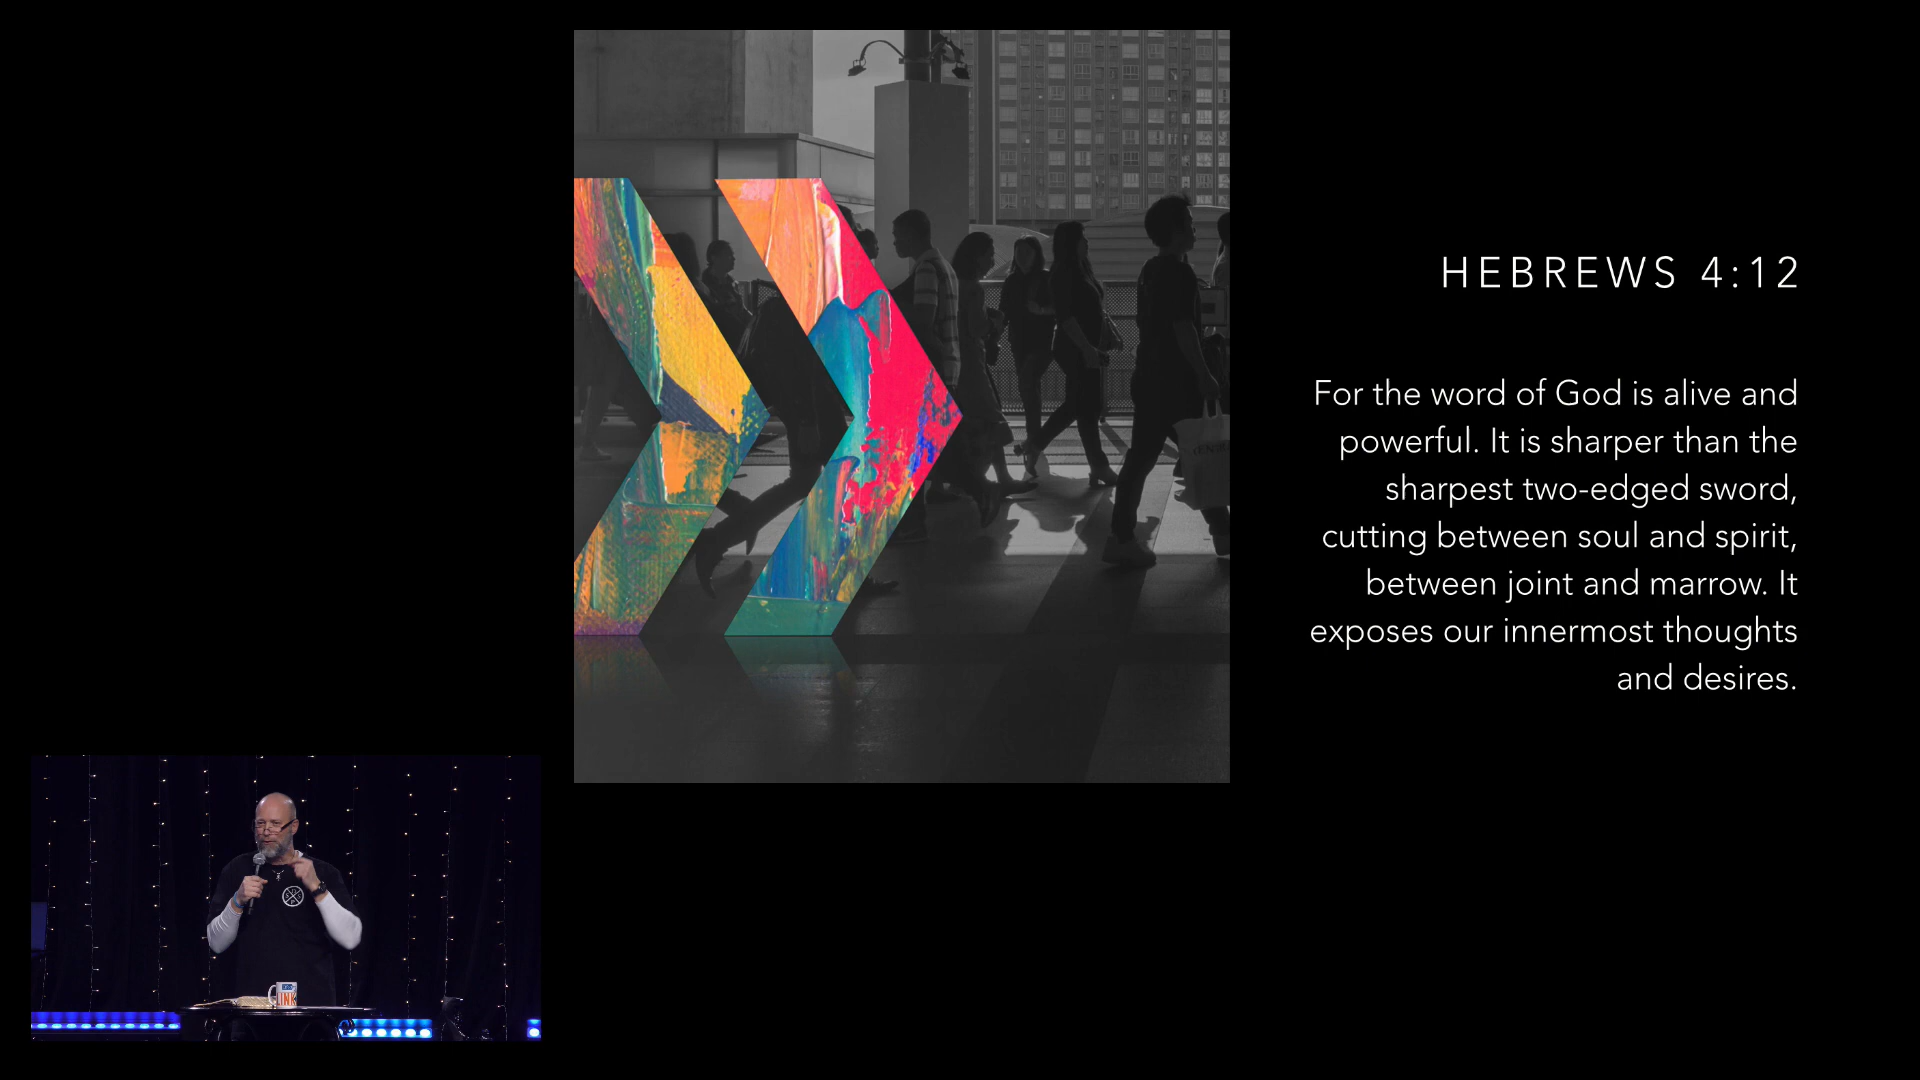 HEBREWS 4:12
For the word of God is alive and
powerful. It is sharper than the
sharpest two-edged sword,
cutting between soul and spirit,
between joint and marrow. It
exposes our innermost thoughts
and desires.
LINK